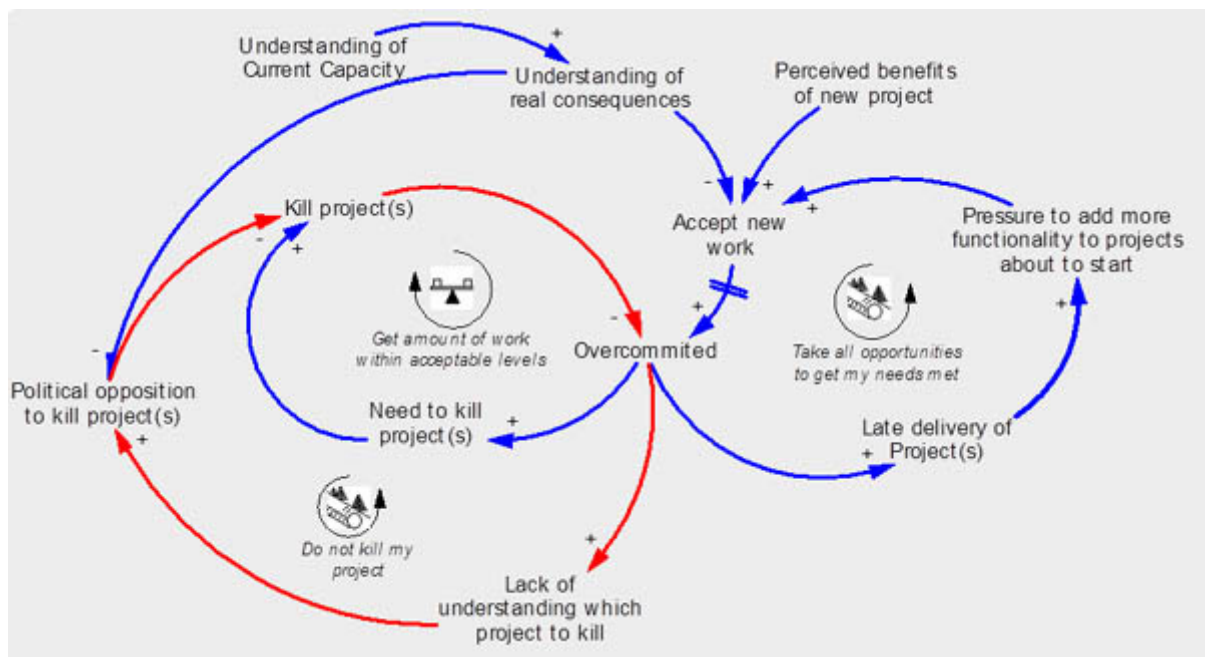 Understanding of
Current Capacity
+
Understanding of
real consequences
Perceived benefits
of new project
-
+
Kill project(s)
-
+
Accept new
work
+
Pressure to add more
functionality to projects
about to start
+
-
+
Get amount of work
within acceptable levels
Overcommited
Take all opportunities
to get my needs met
-
Political opposition
to kill project(s)
+
Need to kill
project(s)
+
Late delivery of
Project(s)
+
Do not kill my
project
+
Lack of
understanding which
project to kill